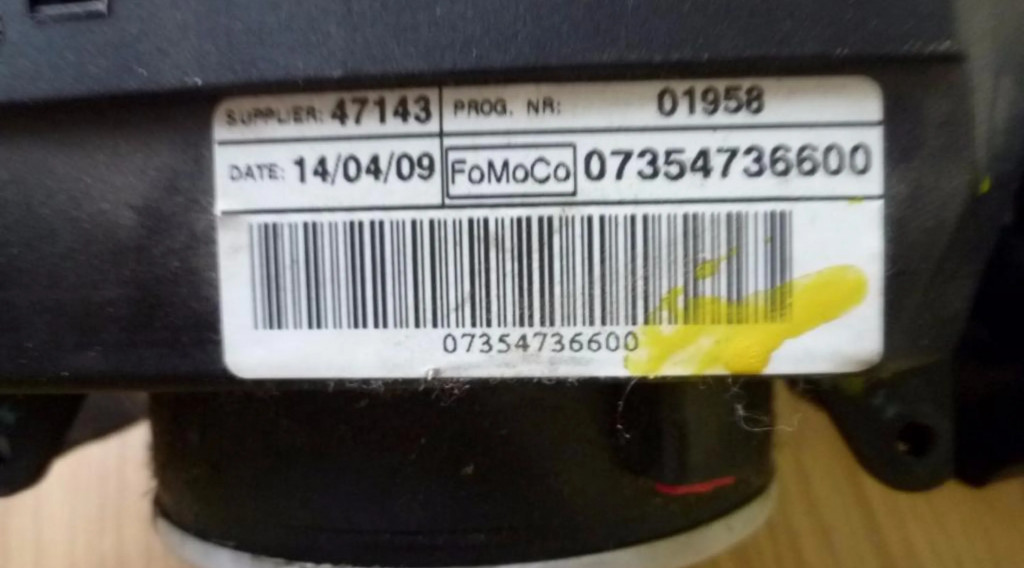 SUPPLIER: 47143 PROG. NR: 01958
DATE: 14/04/09 FoMoCo 07354736600
07354736600